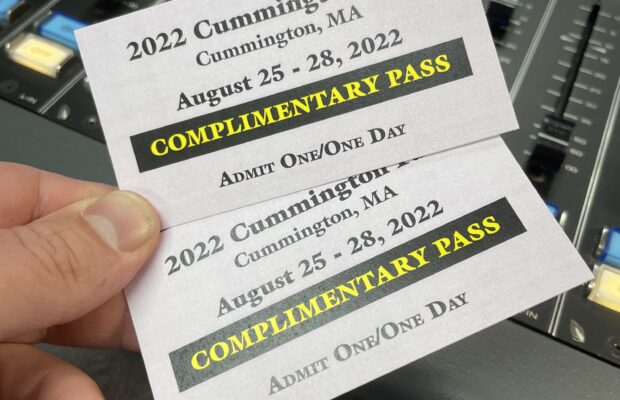 2022 Cummington
Cummington, MA
August 25 - 28, 2022
COMPLIMENTARY PASS
ADMIT ONE/ONE DAY
2022 Cummington
Cummington, MA
August 25 - 28, 2022
COMPLIMENTARY PASS
ADMIT ONE/ONE DAY